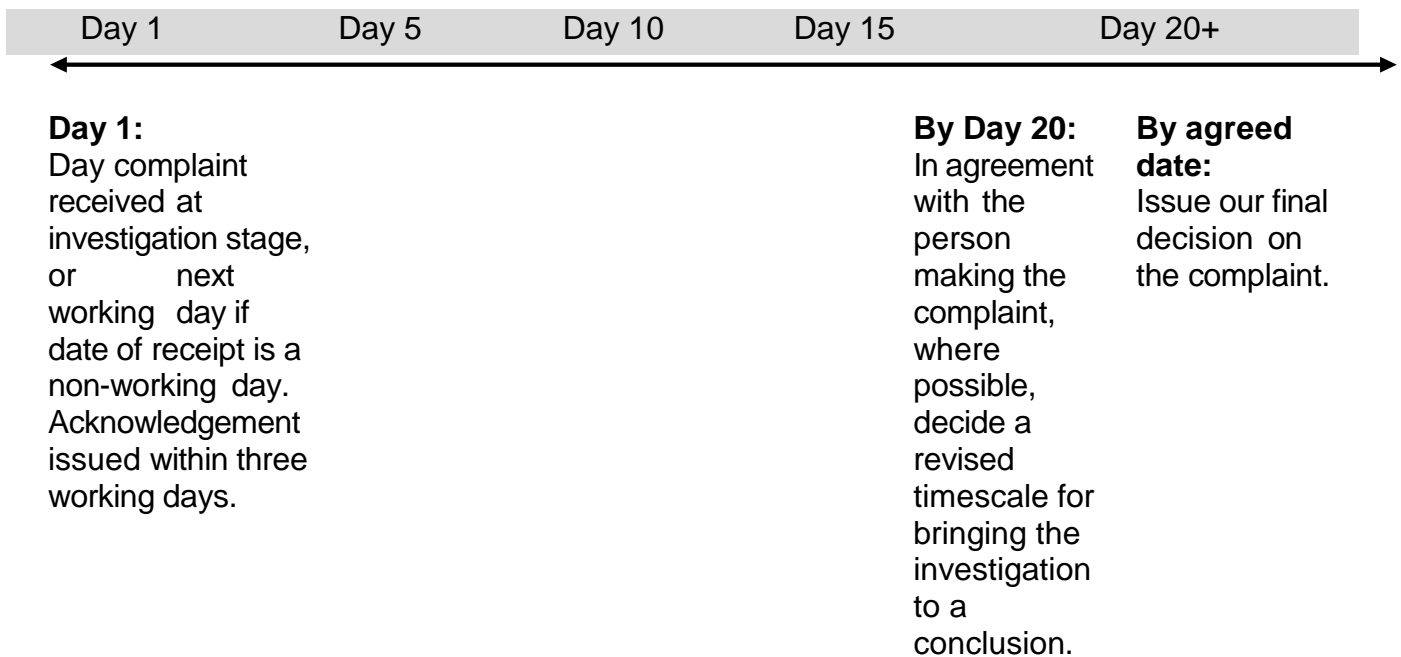 Day 1 Day 5 Day 10 Day 15 Day 20+
Day 1:
Day complaint
received at
investigation stage,
or next
working day if
date of receipt is a
non-working day.
Acknowledgement
issued within three
working days.
By Day 20:
In agreement
with the
person
making the
complaint,
where
possible,
decide a
revised
timescale for
bringing the
investigation
to a
conclusion.
By agreed
date:
Issue our final
decision on
the complaint.